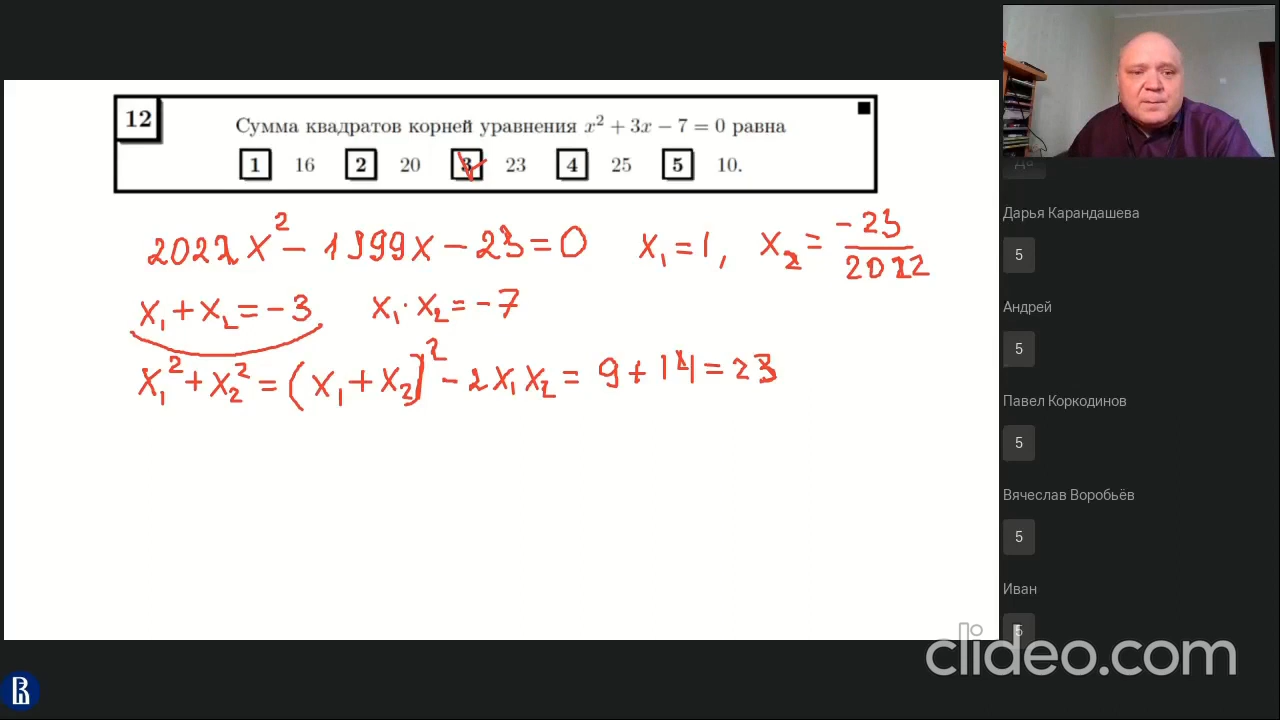 12
Сумма квадратов корней уравнения x² + 3x − 7 = 0 равна
1 16 2 20 3 23 4 25 5 10.
2022x² − 1999x − 23 = 0 x₁ = 1, x₂ = −23/2022
x₁ + x₂ = −3 x₁ · x₂ = −7
x₁² + x₂² = (x₁ + x₂)² − 2x₁x₂ = 9 + 14 = 23
Да
Дарья Карандашева
5
Андрей
5
Павел Коркодинов
5
Вячеслав Воробьёв
5
Иван
5
clideo.com